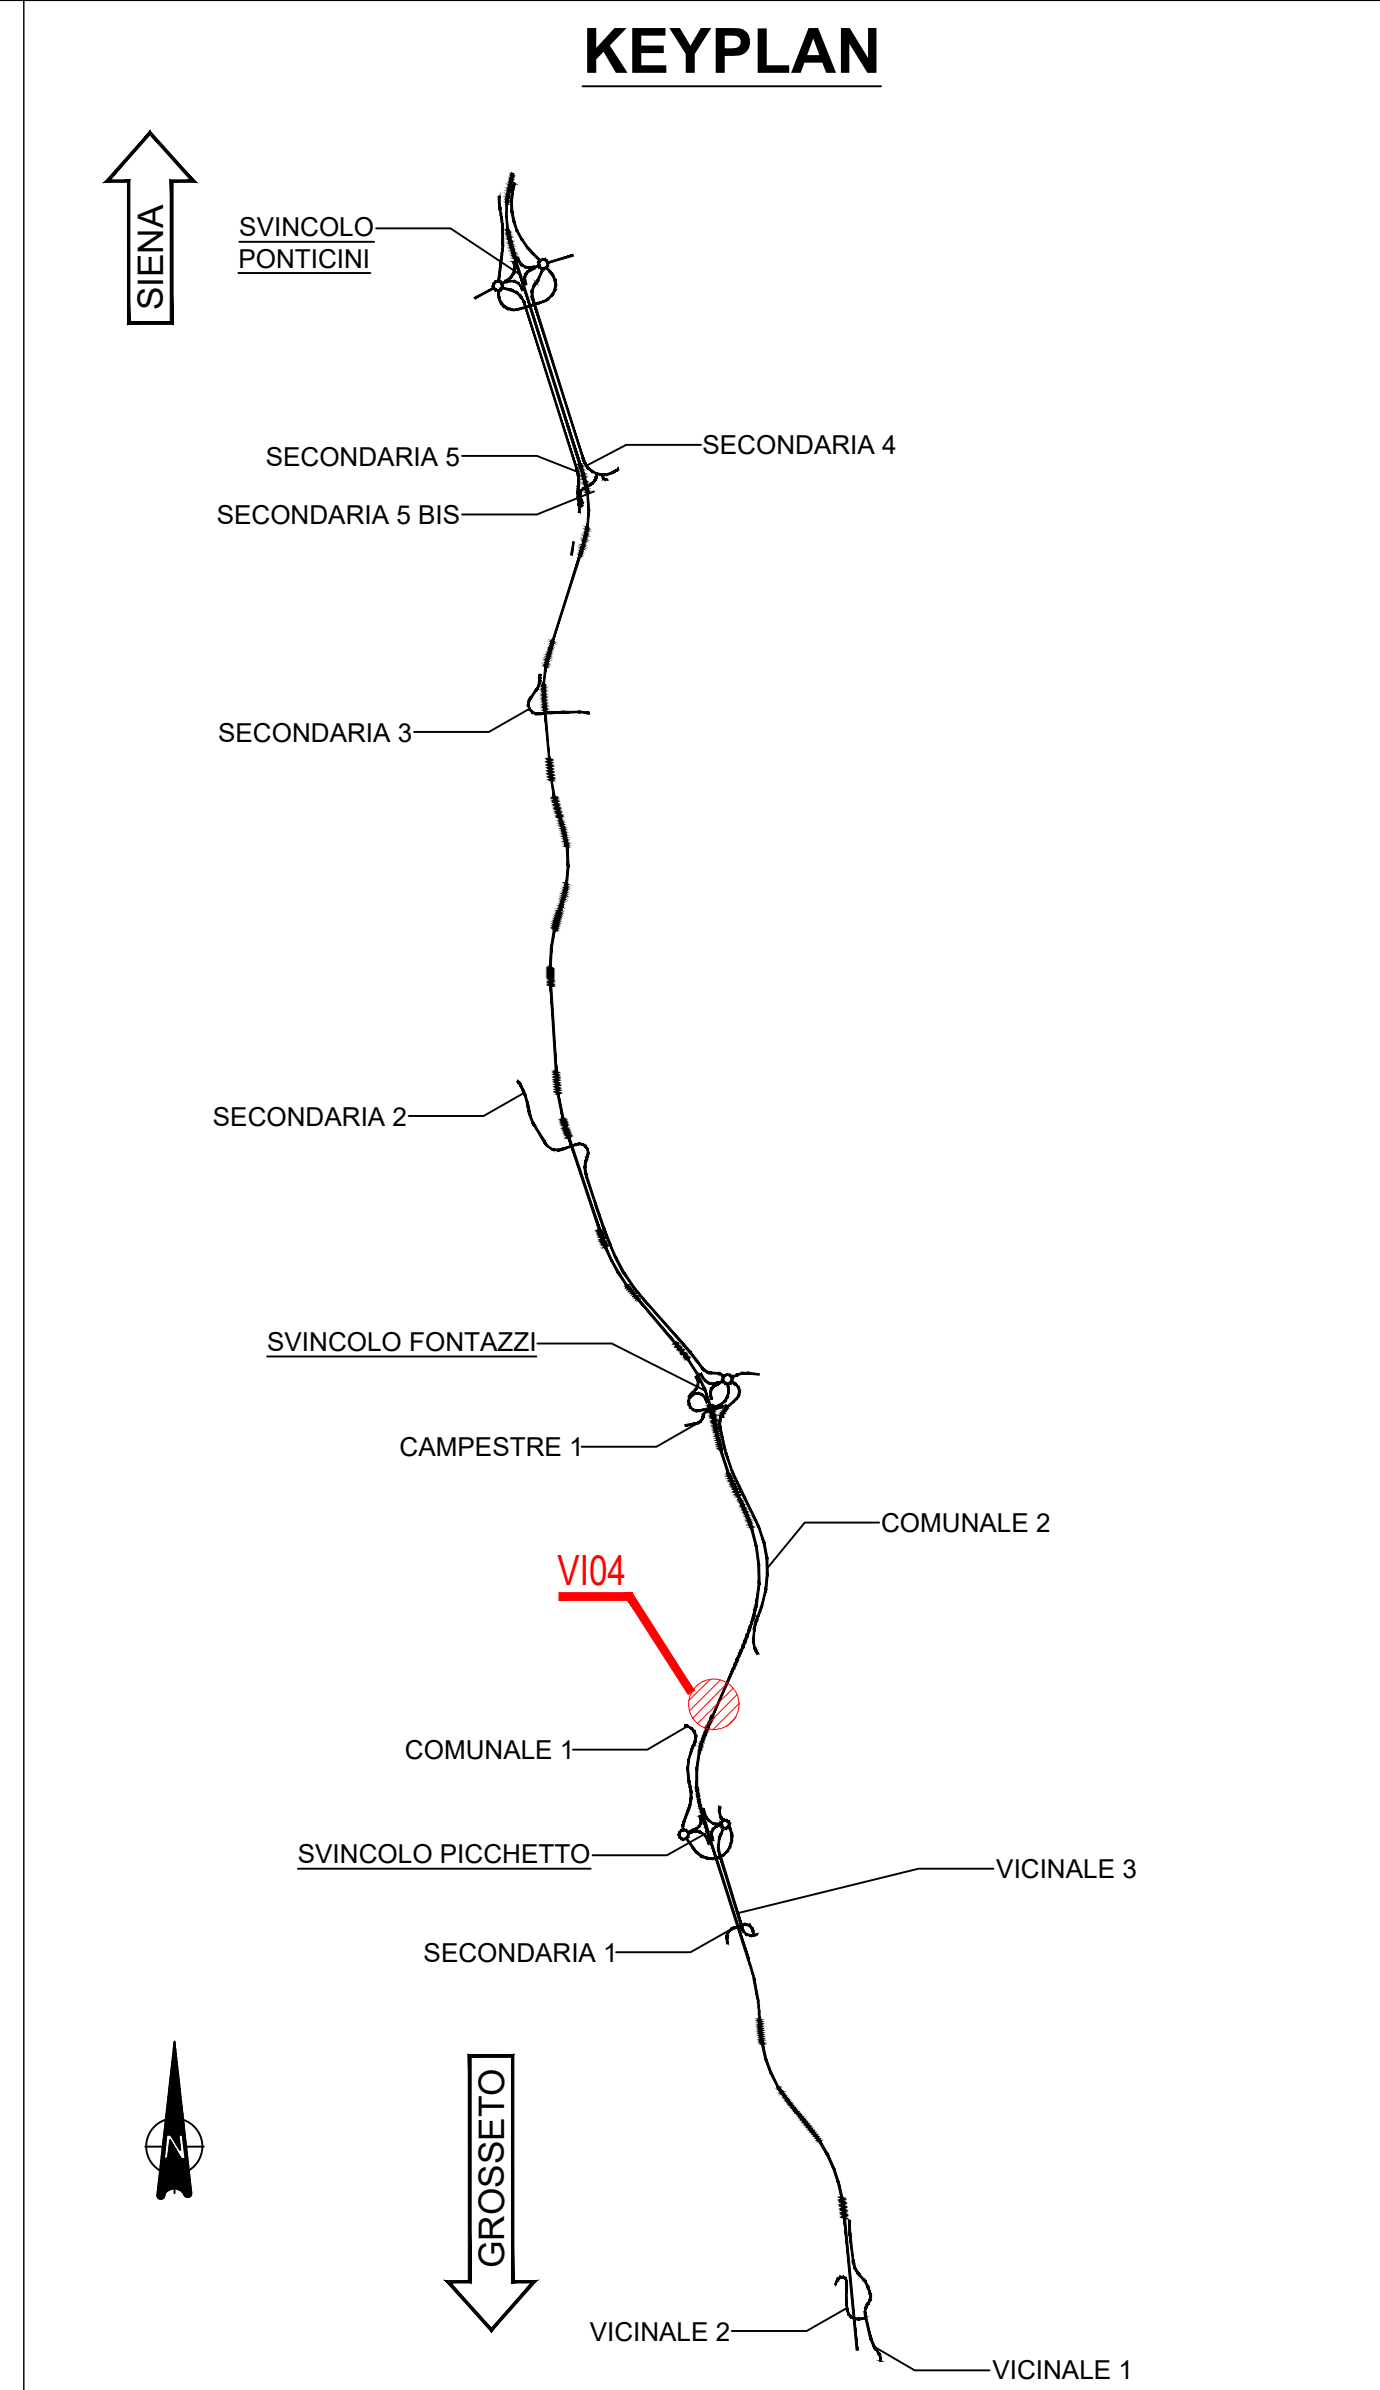 KEYPLAN
SIENA
SVINCOLO
PONTICINI
SECONDARIA 4
SECONDARIA 5
SECONDARIA 5 BIS
SECONDARIA 3
SECONDARIA 2
SVINCOLO FONTAZZI
CAMPESTRE 1
COMUNALE 2
VI04
COMUNALE 1
SVINCOLO PICCHETTO
VICINALE 3
SECONDARIA 1
N
GROSSETO
VICINALE 2
VICINALE 1